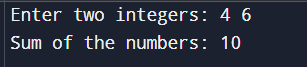 Enter two integers: 4 6
Sum of the numbers: 10